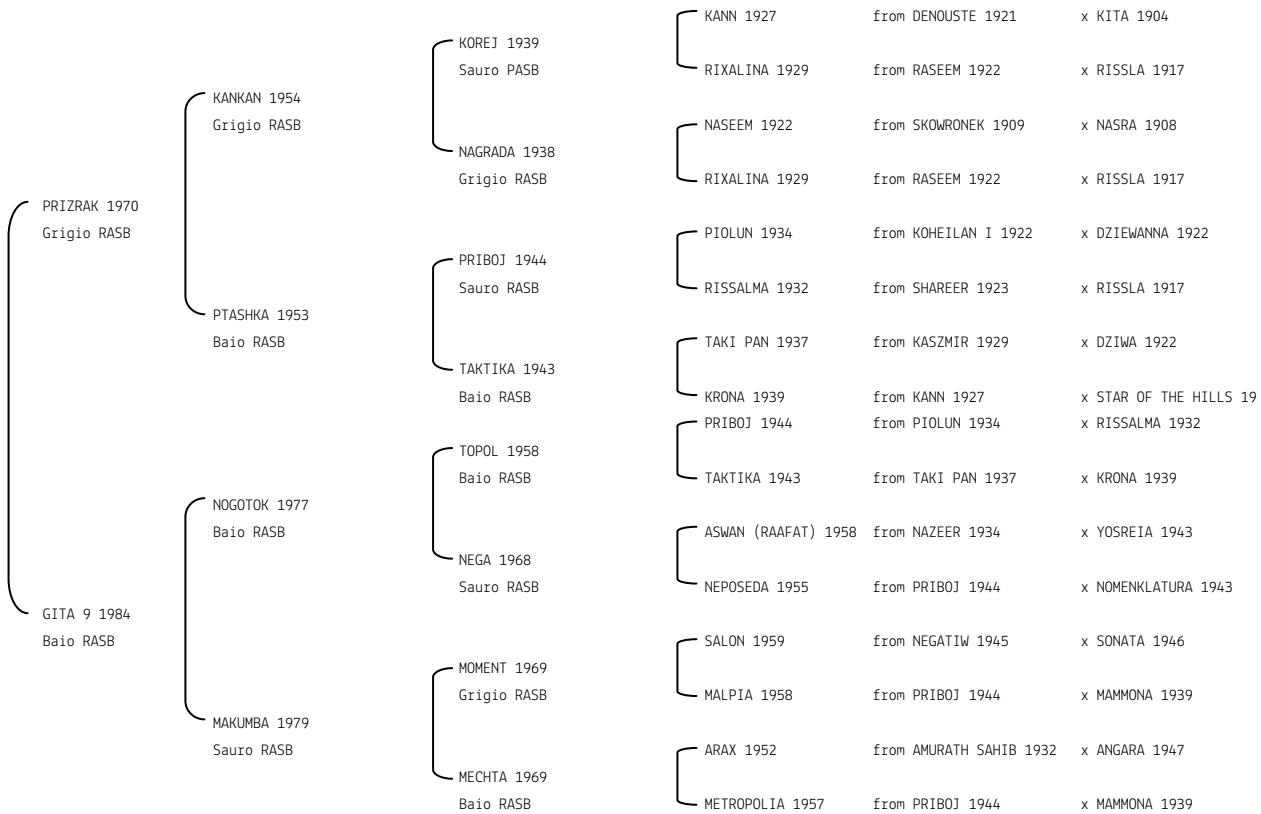 KANN 1927 from DENOUSTE 1921 x KITA 1904
KOREJ 1939
Sauro PASB
RIXALINA 1929 from RASEEM 1922 x RISSLA 1917
KANKAN 1954
Grigio RASB
NASEEM 1922 from SKOWRONEK 1909 x NASRA 1908
NAGRADA 1938
Grigio RASB
RIXALINA 1929 from RASEEM 1922 x RISSLA 1917
PRIZRAK 1970
Grigio RASB
PIOLUN 1934 from KOHEILAN I 1922 x DZIEWANNA 1922
PRIBOJ 1944
Sauro RASB
RISSALMA 1932 from SHAREER 1923 x RISSLA 1917
PTASHKA 1953
Baio RASB
TAKI PAN 1937 from KASZMIR 1929 x DZIWA 1922
TAKTIKA 1943
Baio RASB
KRONA 1939 from KANN 1927 x STAR OF THE HILLS 19
PRIBOJ 1944 from PIOLUN 1934 x RISSALMA 1932
TOPOL 1958
Baio RASB
TAKTIKA 1943 from TAKI PAN 1937 x KRONA 1939
NOGOTOK 1977
Baio RASB
ASWAN (RAAFAT) 1958 from NAZEER 1934 x YOSREIA 1943
NEGA 1968
Sauro RASB
NEPOSEDA 1955 from PRIBOJ 1944 x NOMENKLATURA 1943
GITA 9 1984
Baio RASB
SALON 1959 from NEGATIW 1945 x SONATA 1946
MOMENT 1969
Grigio RASB
MALPIA 1958 from PRIBOJ 1944 x MAMMONA 1939
MAKUMBA 1979
Sauro RASB
ARAX 1952 from AMURATH SAHIB 1932 x ANGARA 1947
MECHTA 1969
Baio RASB
METROPOLIA 1957 from PRIBOJ 1944 x MAMMONA 1939